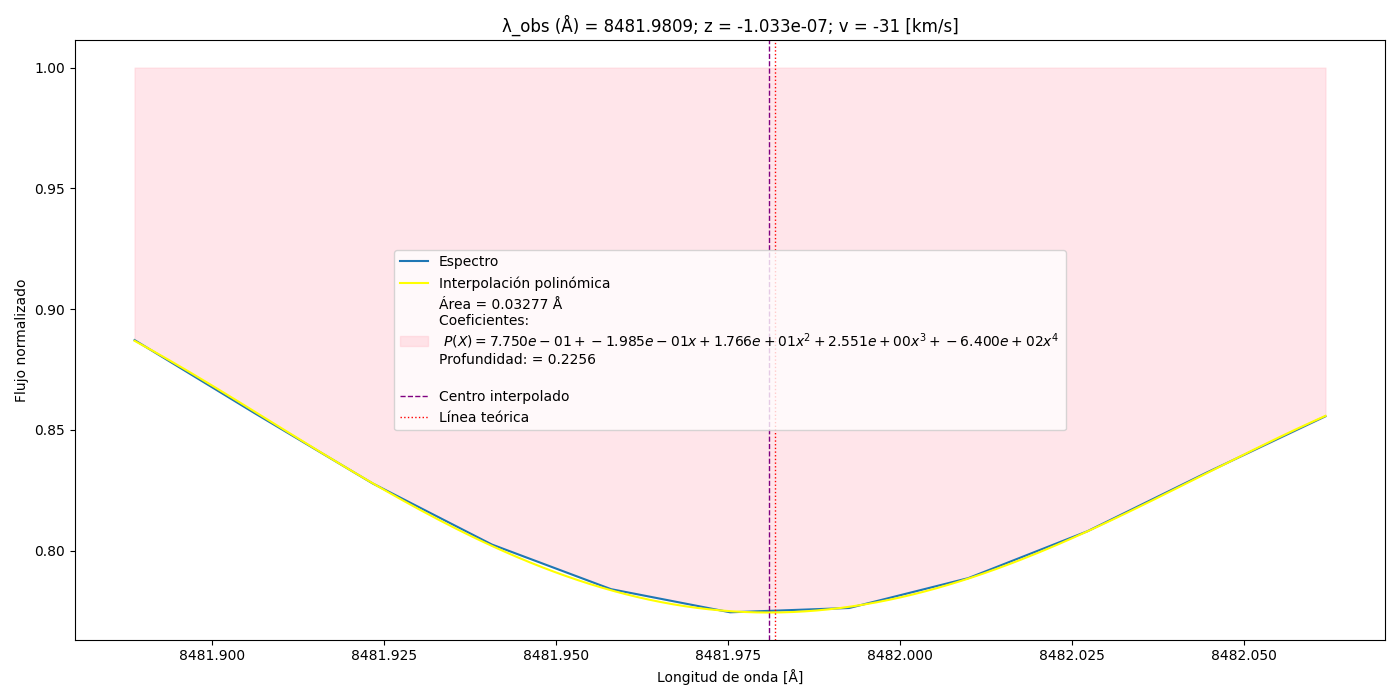 λ_obs (Å) = 8481.9809; z = -1.033e-07; v = -31 [km/s]
Flujo normalizado
1.00
0.95
0.90
0.85
0.80
Espectro
Interpolación polinómica
Área = 0.03277 Å
Coeficientes:
P(X) = 7.750e − 01 + −1.985e − 01x + 1.766e + 01x² + 2.551e + 00x³ + −6.400e + 02x⁴
Profundidad: = 0.2256
Centro interpolado
Línea teórica
8481.900 8481.925 8481.950 8481.975 8482.000 8482.025 8482.050
Longitud de onda [Å]